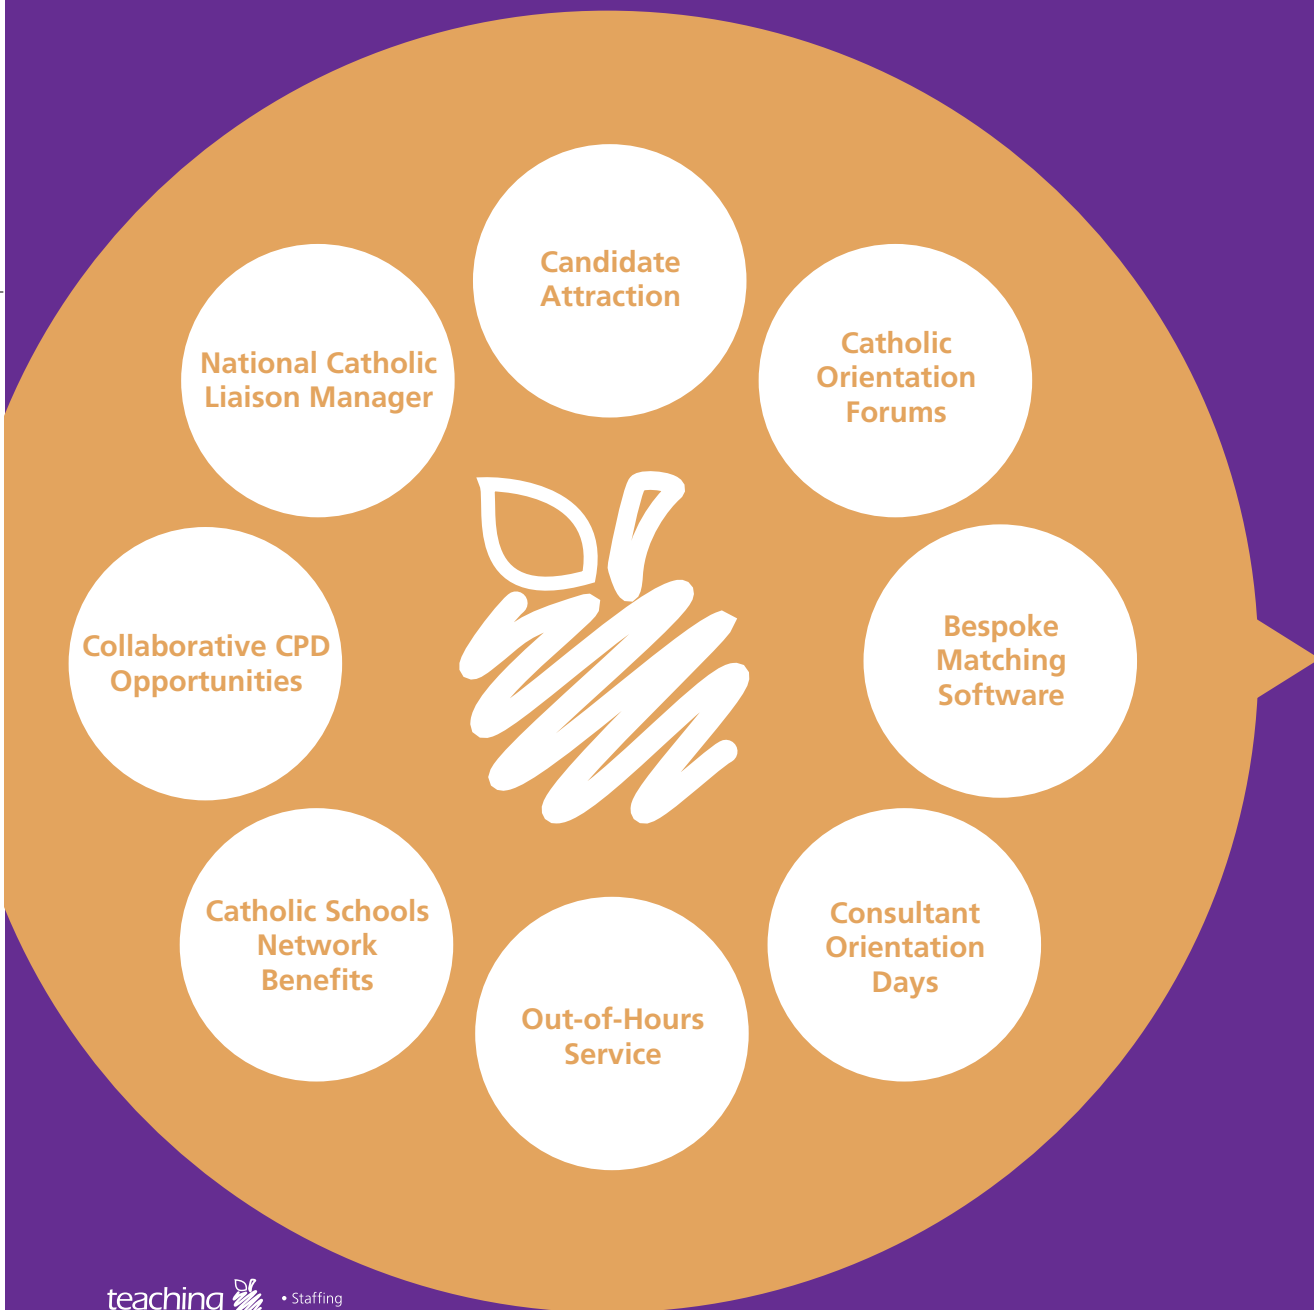 Candidate
Attraction
National Catholic
Liaison Manager
Catholic
Orientation
Forums
Collaborative CPD
Opportunities
Bespoke
Matching
Software
Catholic Schools
Network
Benefits
Consultant
Orientation
Days
Out-of-Hours
Service
teaching
• Staffing